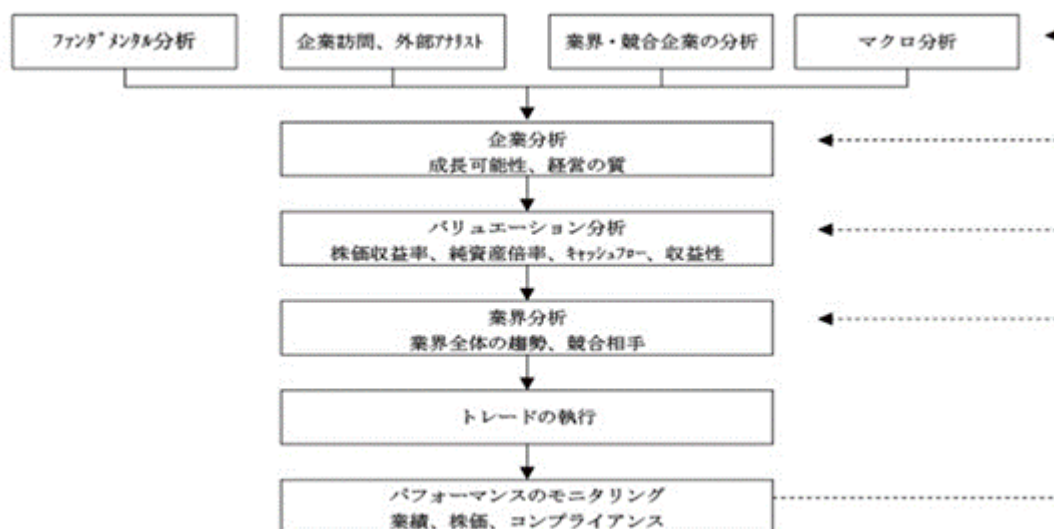 ファンダメンタル分析
企業訪問、外部アナリスト
業界・競合企業の分析
マクロ分析
企業分析
成長可能性、経営の質
バリュエーション分析
株価収益率、純資産倍率、キャッシュフロー、収益性
業界分析
業界全体の趨勢、競合相手
トレードの執行
パフォーマンスのモニタリング
業績、株価、コンプライアンス